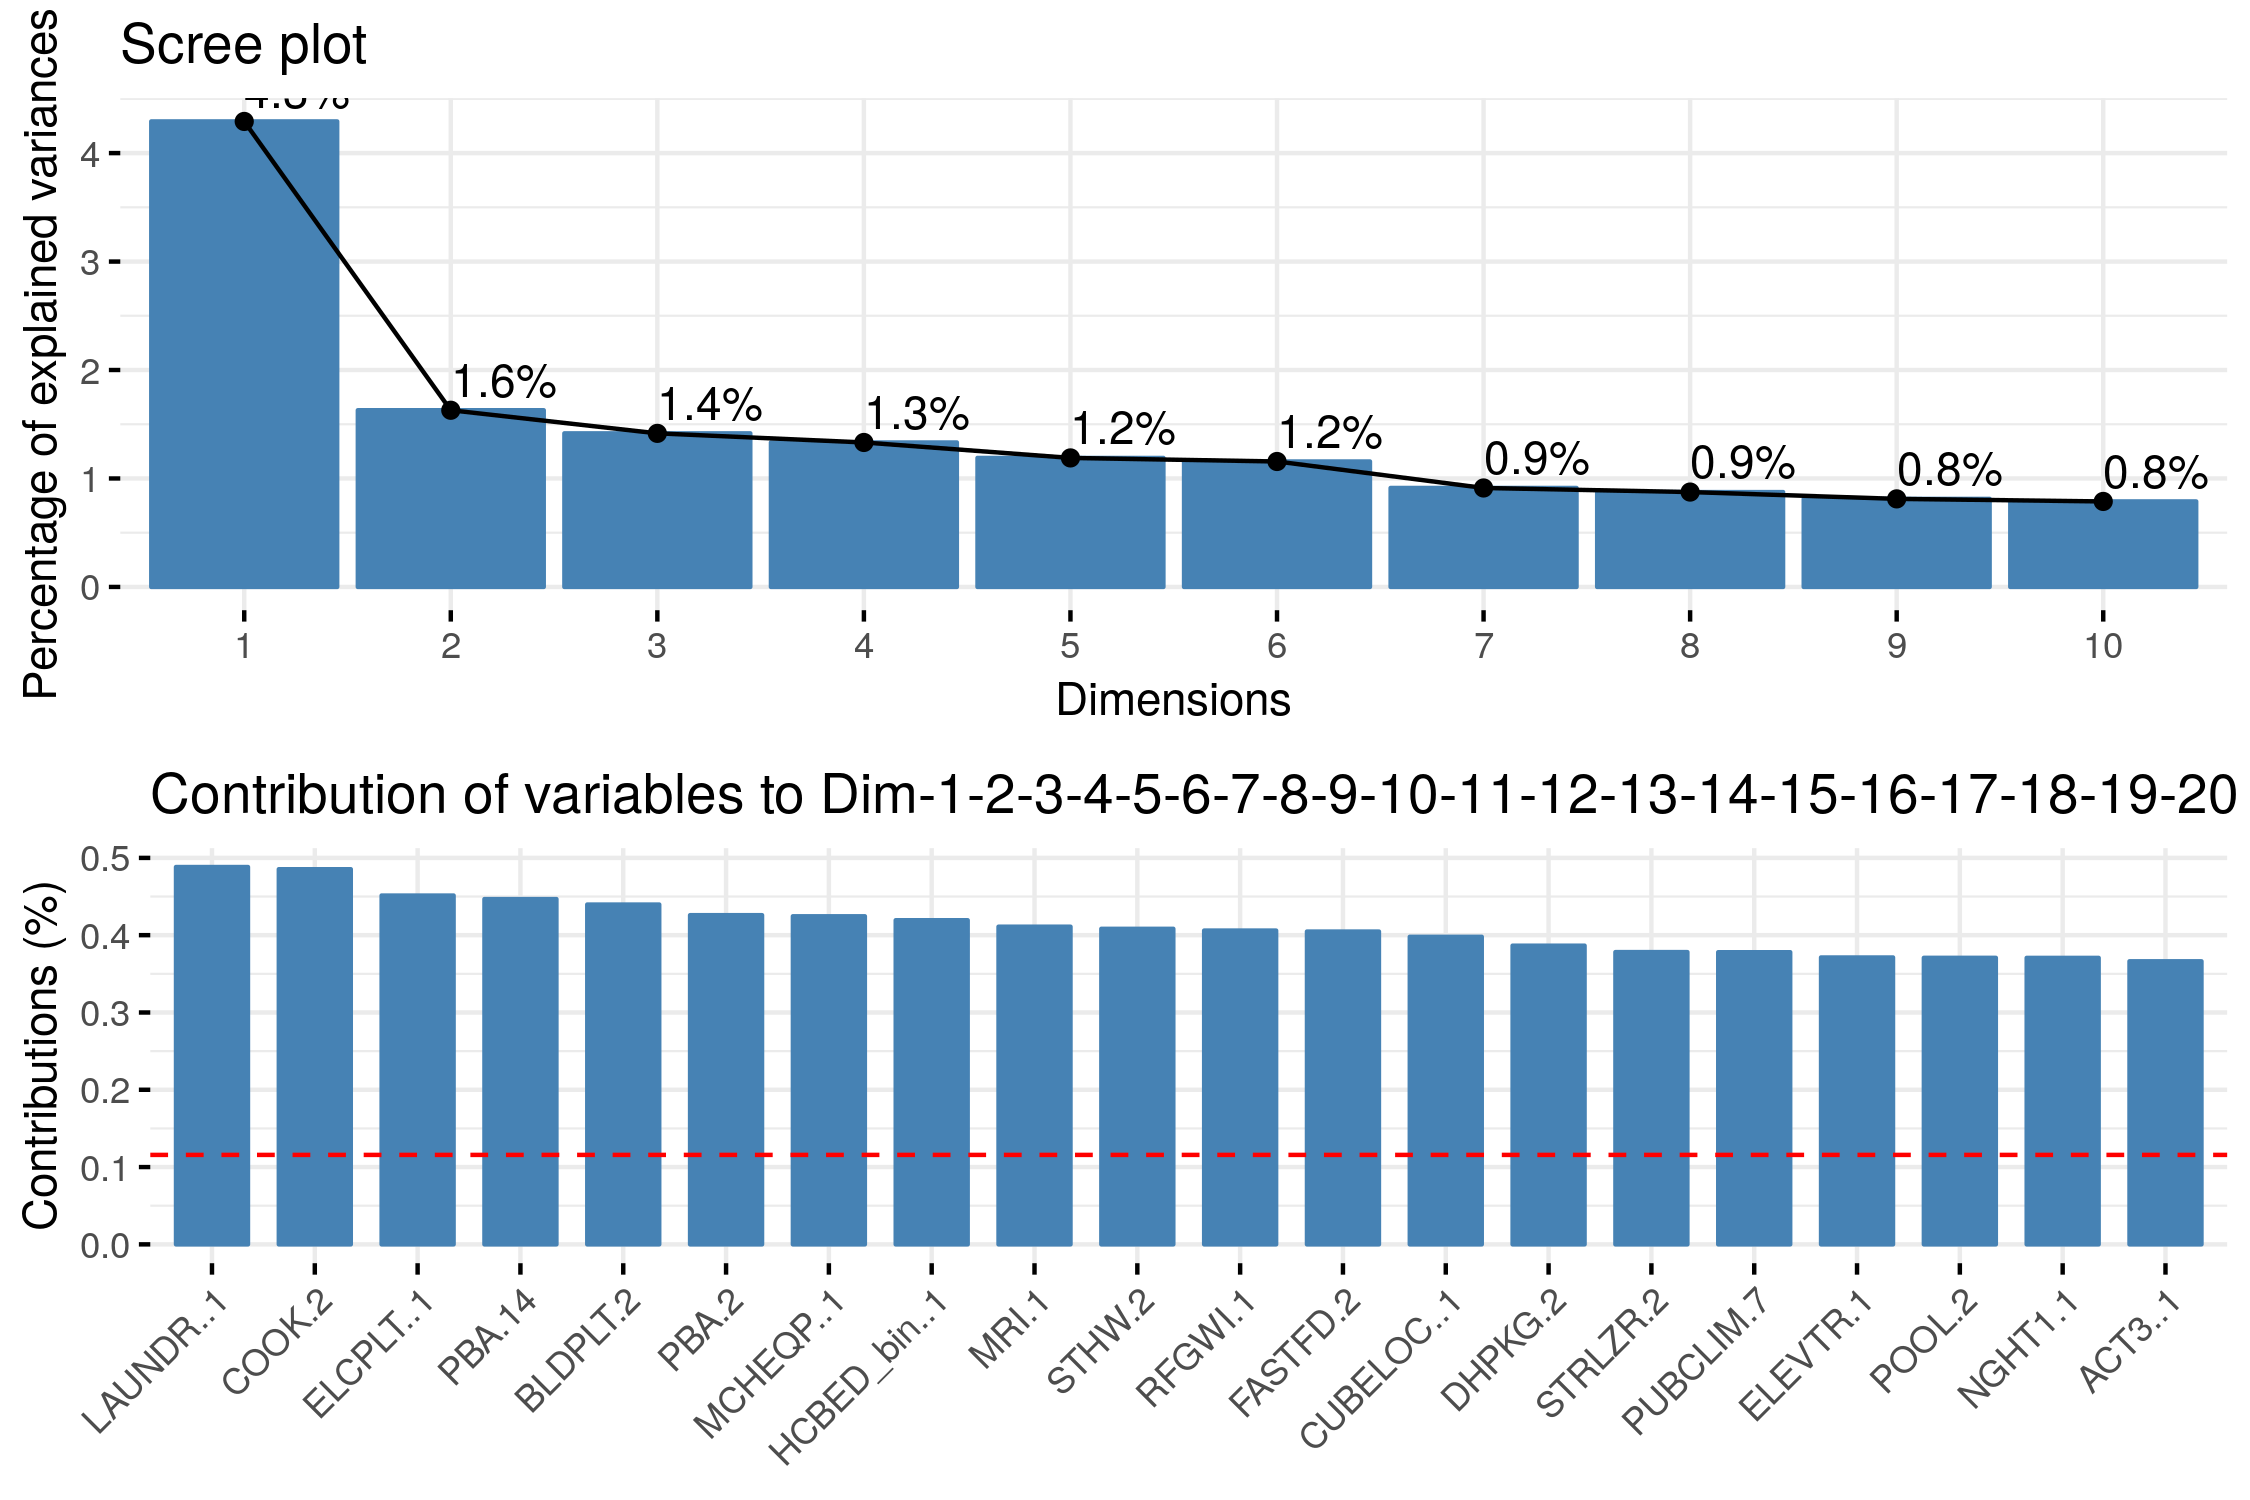 Scree plot
Percentage of explained variances
4
3
2
1
0
1.6%
1.4%
1.3%
1.2%
1.2%
0.9%
0.9%
0.8%
0.8%
1 2 3 4 5 6 7 8 9 10
Dimensions
Contribution of variables to Dim-1-2-3-4-5-6-7-8-9-10-11-12-13-14-15-16-17-18-19-20
Contributions (%)
0.5
0.4
0.3
0.2
0.1
0.0
LAUNDR..1
COOK.2
ELCPLT..1
PBA.14
BLDPLT.2
PBA.2
MCHEQP..1
HCBED_bin..1
MRI.1
STHW.2
RFGWI.1
FASTFD.2
CUBELOC..1
DHPKG.2
STRLZR.2
PUBCLIM.7
ELEVTR.1
POOL.2
NGHT1..1
ACT3..1